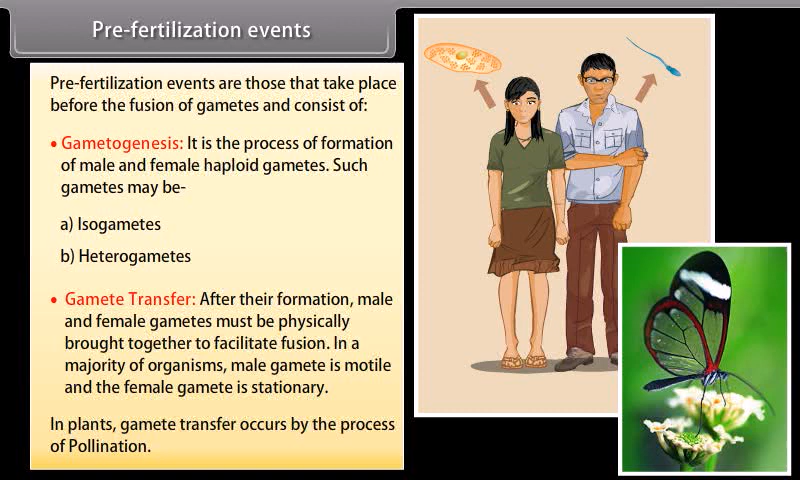 Pre-fertilization events
Pre-fertilization events are those that take place
before the fusion of gametes and consist of:
• Gametogenesis: It is the process of formation
of male and female haploid gametes. Such
gametes may be-
a) Isogametes
b) Heterogametes
• Gamete Transfer: After their formation, male
and female gametes must be physically
brought together to facilitate fusion. In a
majority of organisms, male gamete is motile
and the female gamete is stationary.
In plants, gamete transfer occurs by the process
of Pollination.